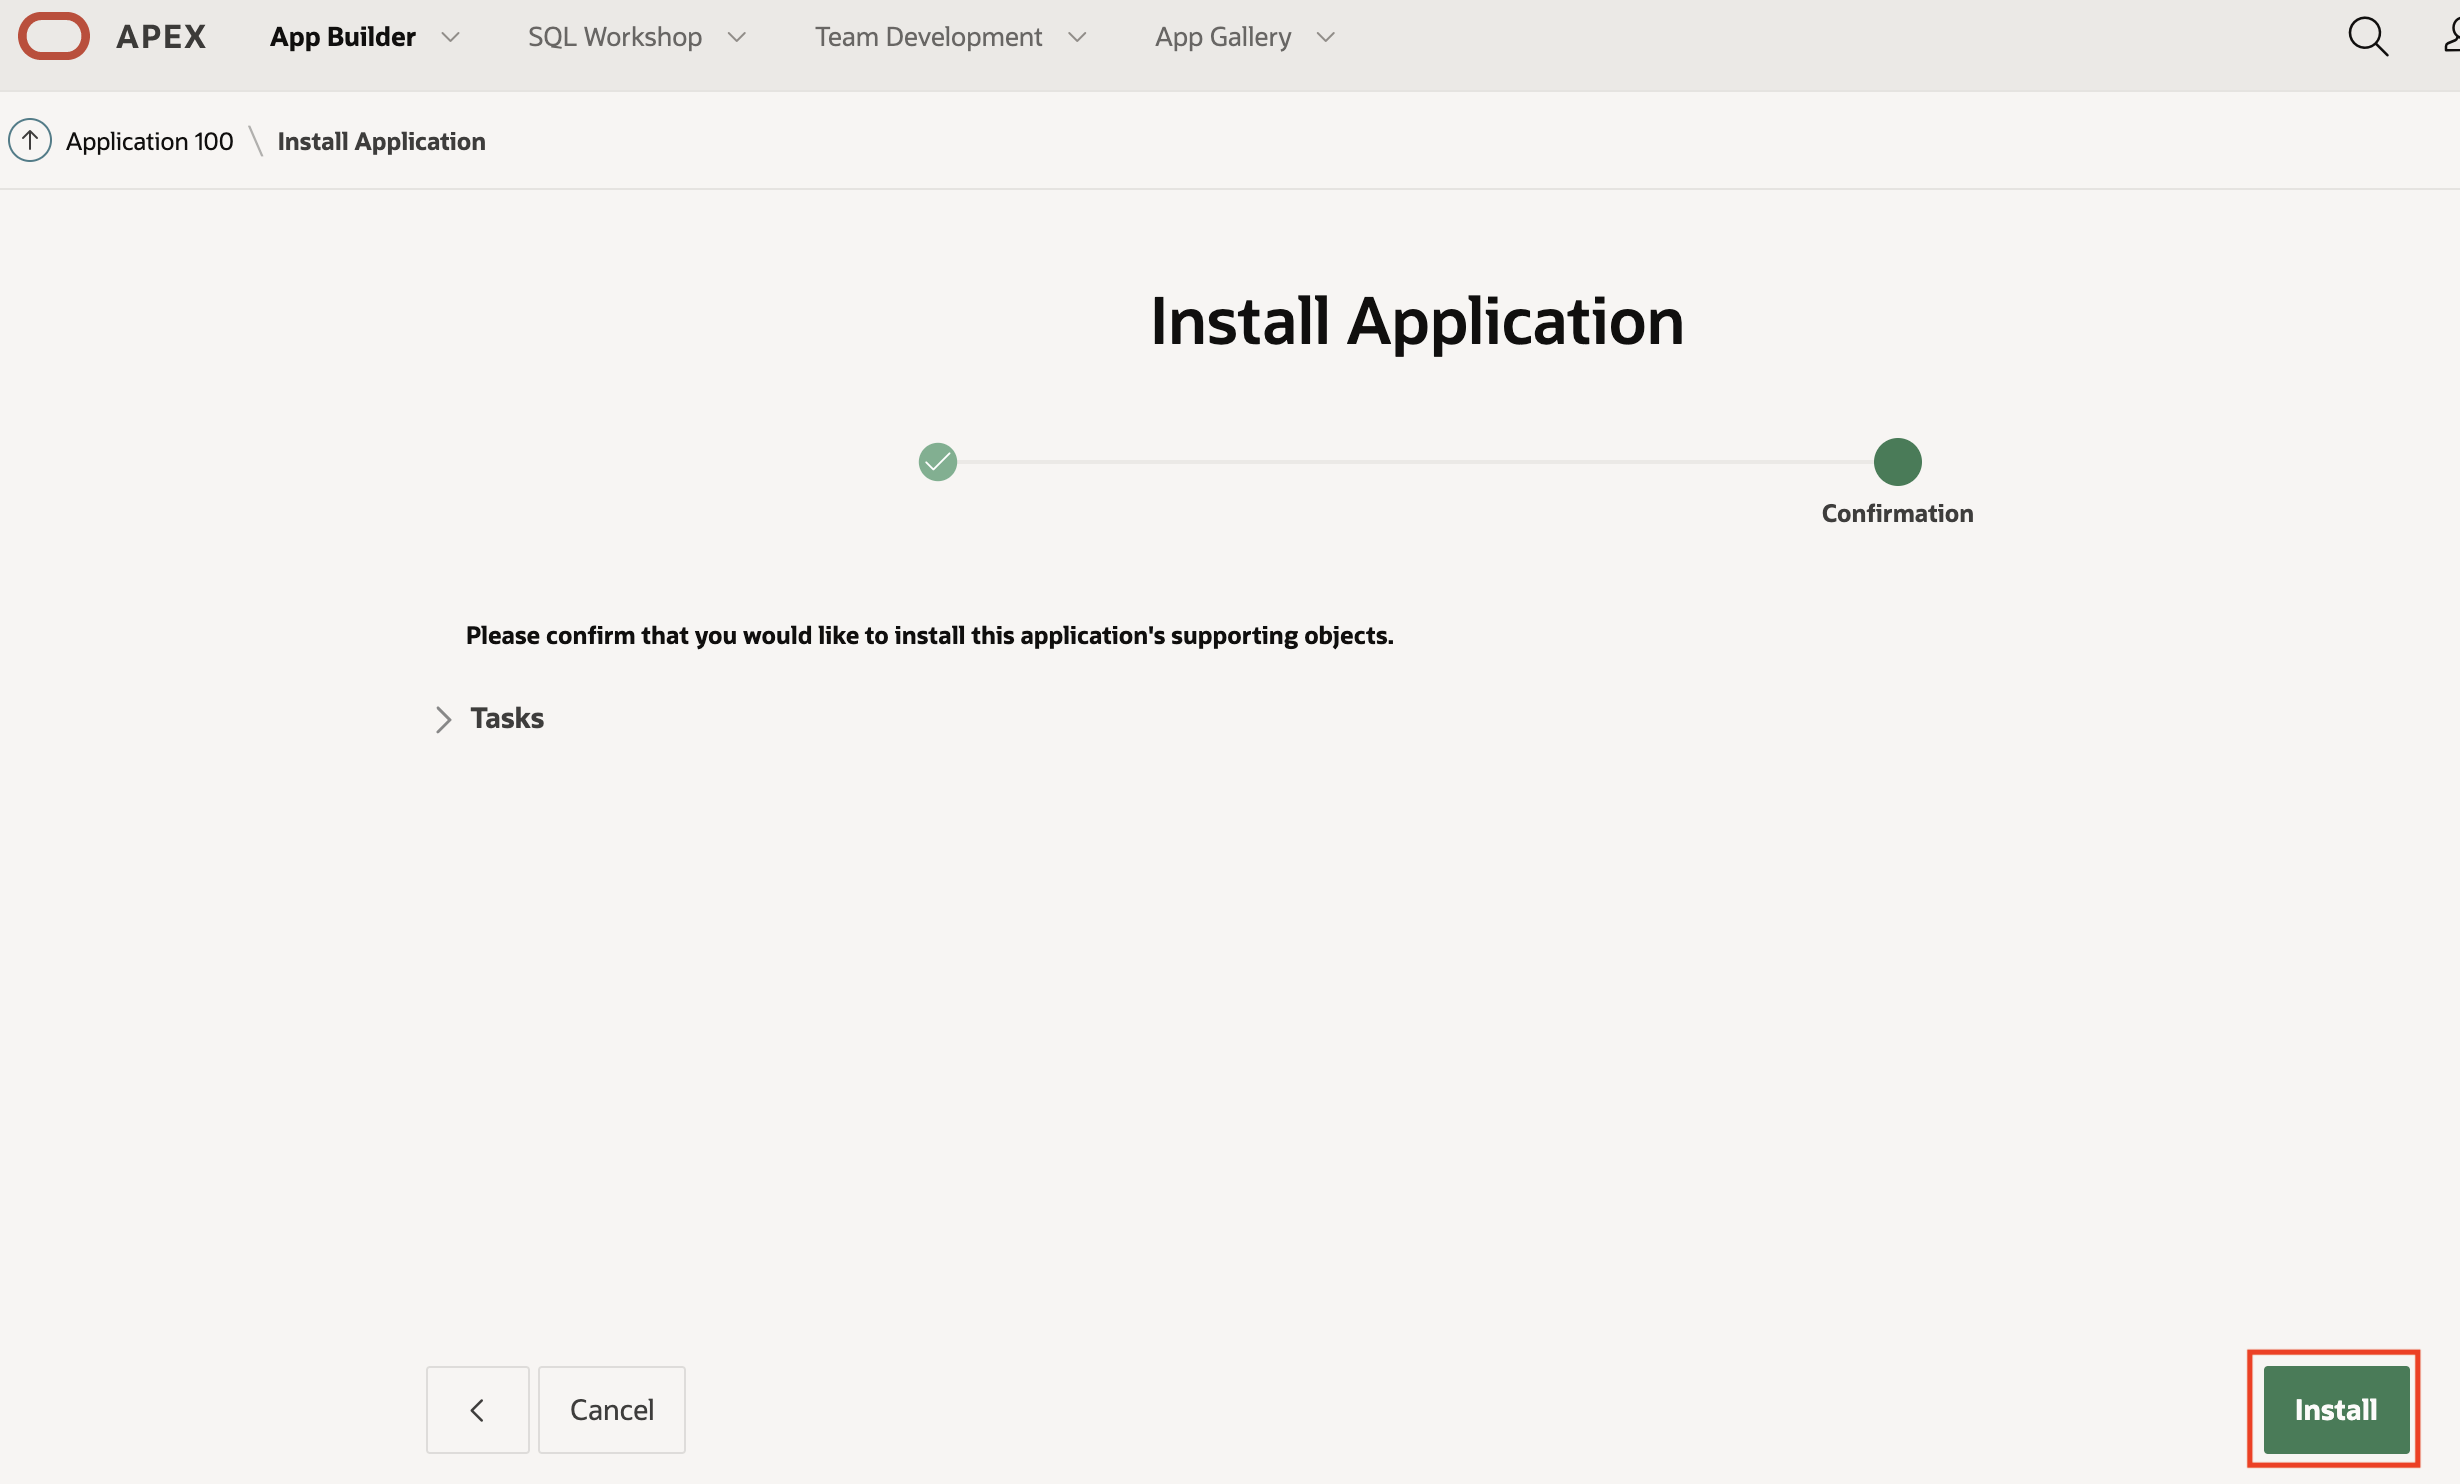 APEX App Builder SQL Workshop Team Development App Gallery
Application 100 \ Install Application
Install Application
Confirmation
Please confirm that you would like to install this application's supporting objects.
Tasks
Cancel
Install